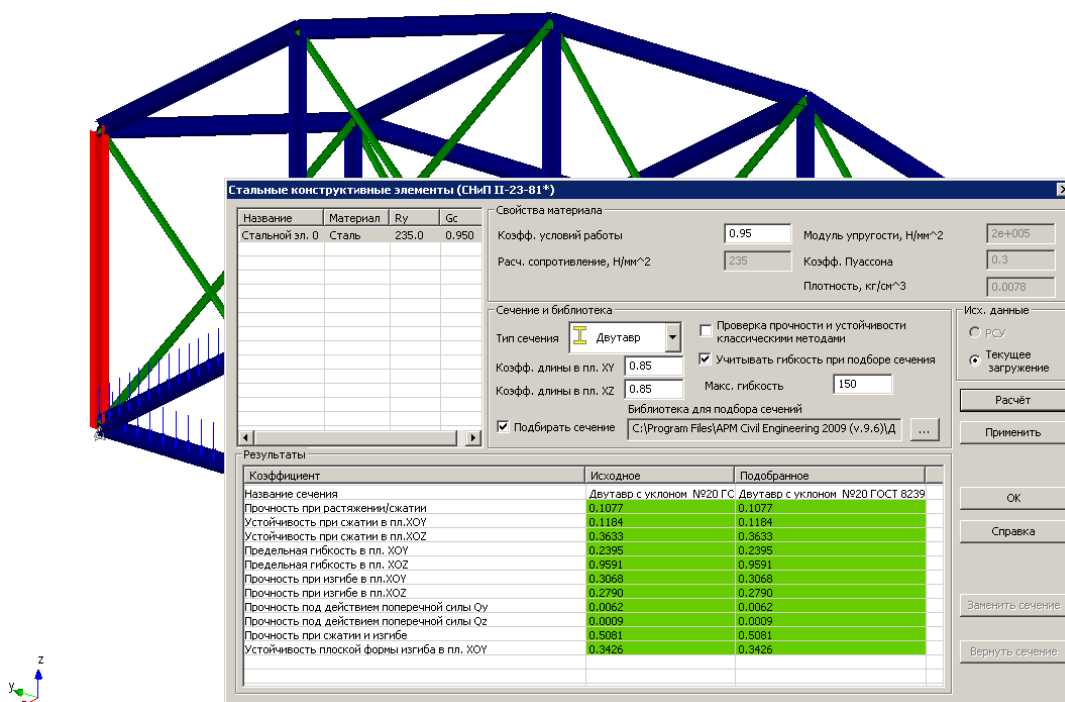 Стальные конструктивные элементы (СНиП II-23-81*)
Название Материал Ry Gc
Стальной эл. 0 Сталь 235.0 0.950
Свойства материала
Коэфф. условий работы 0.95 Модуль упругости, Н/мм^2 2e+005
Расч. сопротивление, Н/мм^2 235 Коэфф. Пуассона 0.3
Плотность, кг/см^3 0.0078
Сечение и библиотека
Тип сечения Двутавр
Проверка прочности и устойчивости
классическими методами
Учитывать гибкость при подборе сечения
Коэфф. длины в пл. XY 0.85
Коэфф. длины в пл. XZ 0.85
Макс. гибкость 150
Библиотека для подбора сечений
Подбирать сечение C:\Program Files\APM Civil Engineering 2009 (v.9.6)\Д ...
Исх. данные
РСУ
Текущее
загружение
Расчёт
Применить
ОК
Справка
Заменить сечение
Вернуть сечение
Результаты
Коэффициент Исходное Подобранное
Название сечения Двутавр с уклоном №20 ГО Двутавр с уклоном №20 ГОСТ 8239
Прочность при растяжении/сжатии 0.1077 0.1077
Устойчивость при сжатии в пл.XOY 0.1184 0.1184
Устойчивость при сжатии в пл.XOZ 0.3633 0.3633
Предельная гибкость в пл. XOY 0.2395 0.2395
Предельная гибкость в пл. XOZ 0.9591 0.9591
Прочность при изгибе в пл.XOY 0.3068 0.3068
Прочность при изгибе в пл.XOZ 0.2790 0.2790
Прочность под действием поперечной силы Qy 0.0062 0.0062
Прочность под действием поперечной силы Qz 0.0009 0.0009
Прочность при сжатии и изгибе 0.5081 0.5081
Устойчивость плоской формы изгиба в пл. XOY 0.3426 0.3426
z
y